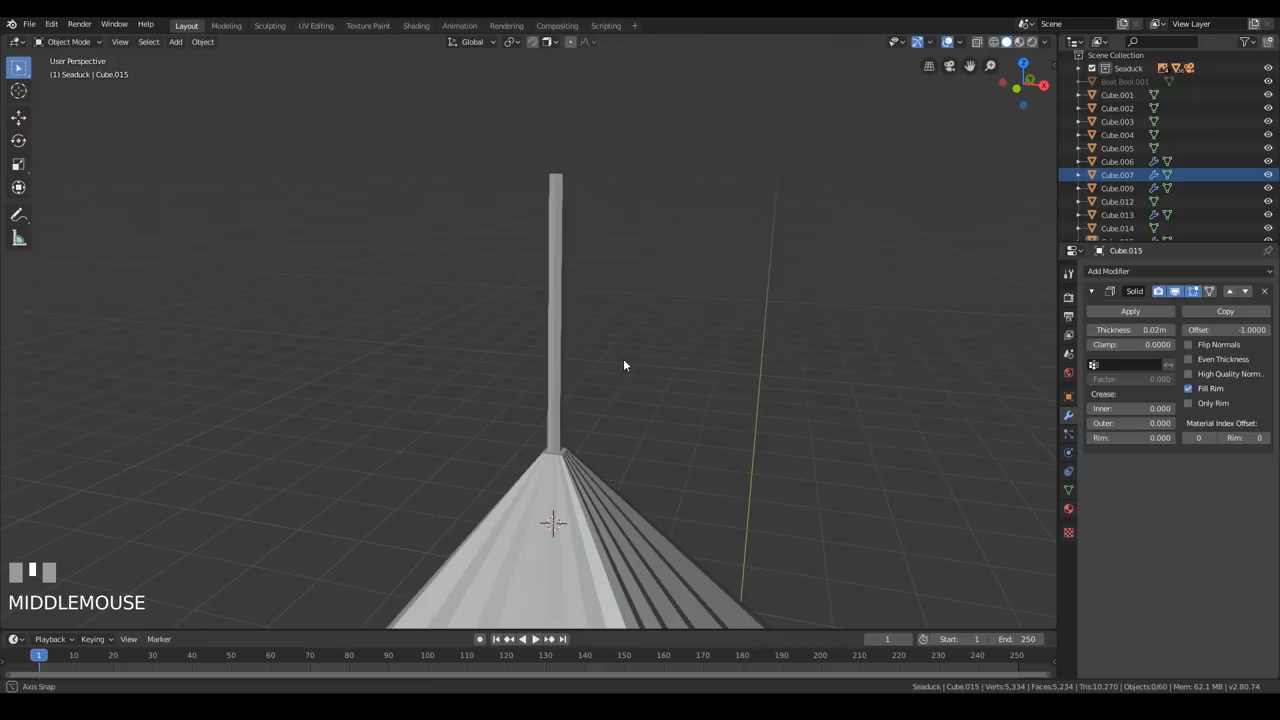 File Edit Render Window Help Layout Modeling Sculpting UV Editing Texture Paint Shading Animation Rendering Compositing Scripting + Scene View Layer
Object Mode View Select Add Object Global
User Perspective
(1) Seaduck | Cube.015
Z
X
Y
Scene Collection
Seaduck
Boat Bool.001
Cube.001
Cube.002
Cube.003
Cube.004
Cube.005
Cube.006
Cube.007
Cube.009
Cube.012
Cube.013
Cube.014
Cube.015
Add Modifier
Solid
Apply Copy
Thickness: 0.02m Offset: -1.0000
Clamp: 0.0000 Flip Normals
Even Thickness
Factor: 0.000 High Quality Norm..
Crease: Fill Rim
Inner: 0.000 Only Rim
Outer: 0.000 Material Index Offset:
Rim: 0.000 0 Rim: 0
MIDDLEMOUSE
Playback Keying View Marker 1 Start: 1 End: 250
1 10 20 30 40 50 60 70 80 90 100 110 120 130 140 150 160 170 180 190 200 210 220 230 240 250
Axis Snap Seaduck | Cube.015 | Verts:5,334 | Faces:5,234 | Tris:10,270 | Objects:0/60 | Mem: 62.1 MB | v2.80.74